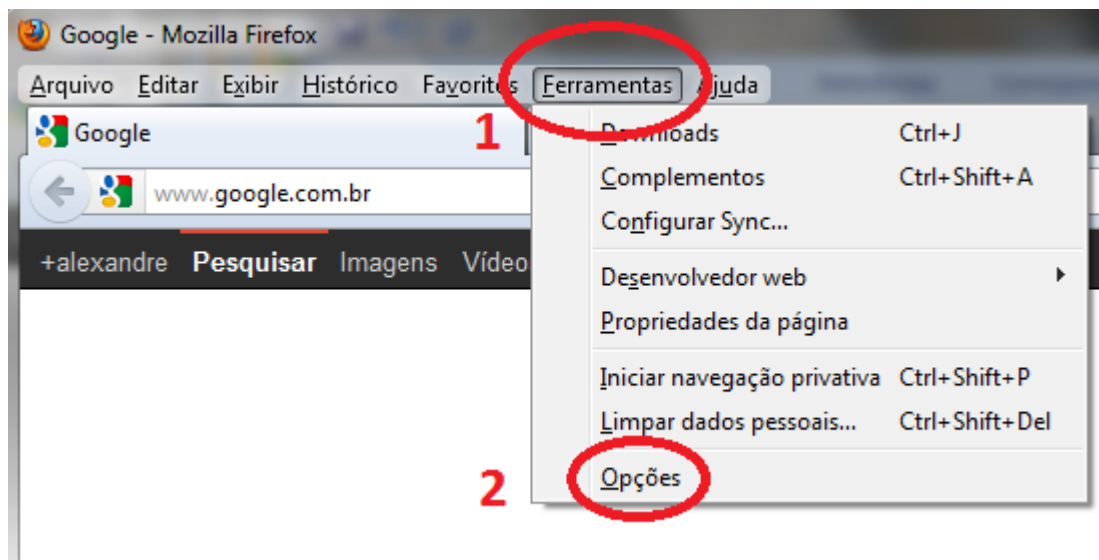 Google - Mozilla Firefox
Arquivo Editar Exibir Histórico Favoritos Ferramentas Ajuda
1
Google
Downloads Ctrl+J
www.google.com.br
Complementos Ctrl+Shift+A
Configurar Sync...
+alexandre Pesquisar Imagens Vídeo
Desenvolvedor web
Propriedades da página
Iniciar navegação privativa Ctrl+Shift+P
Limpar dados pessoais... Ctrl+Shift+Del
2
Opções